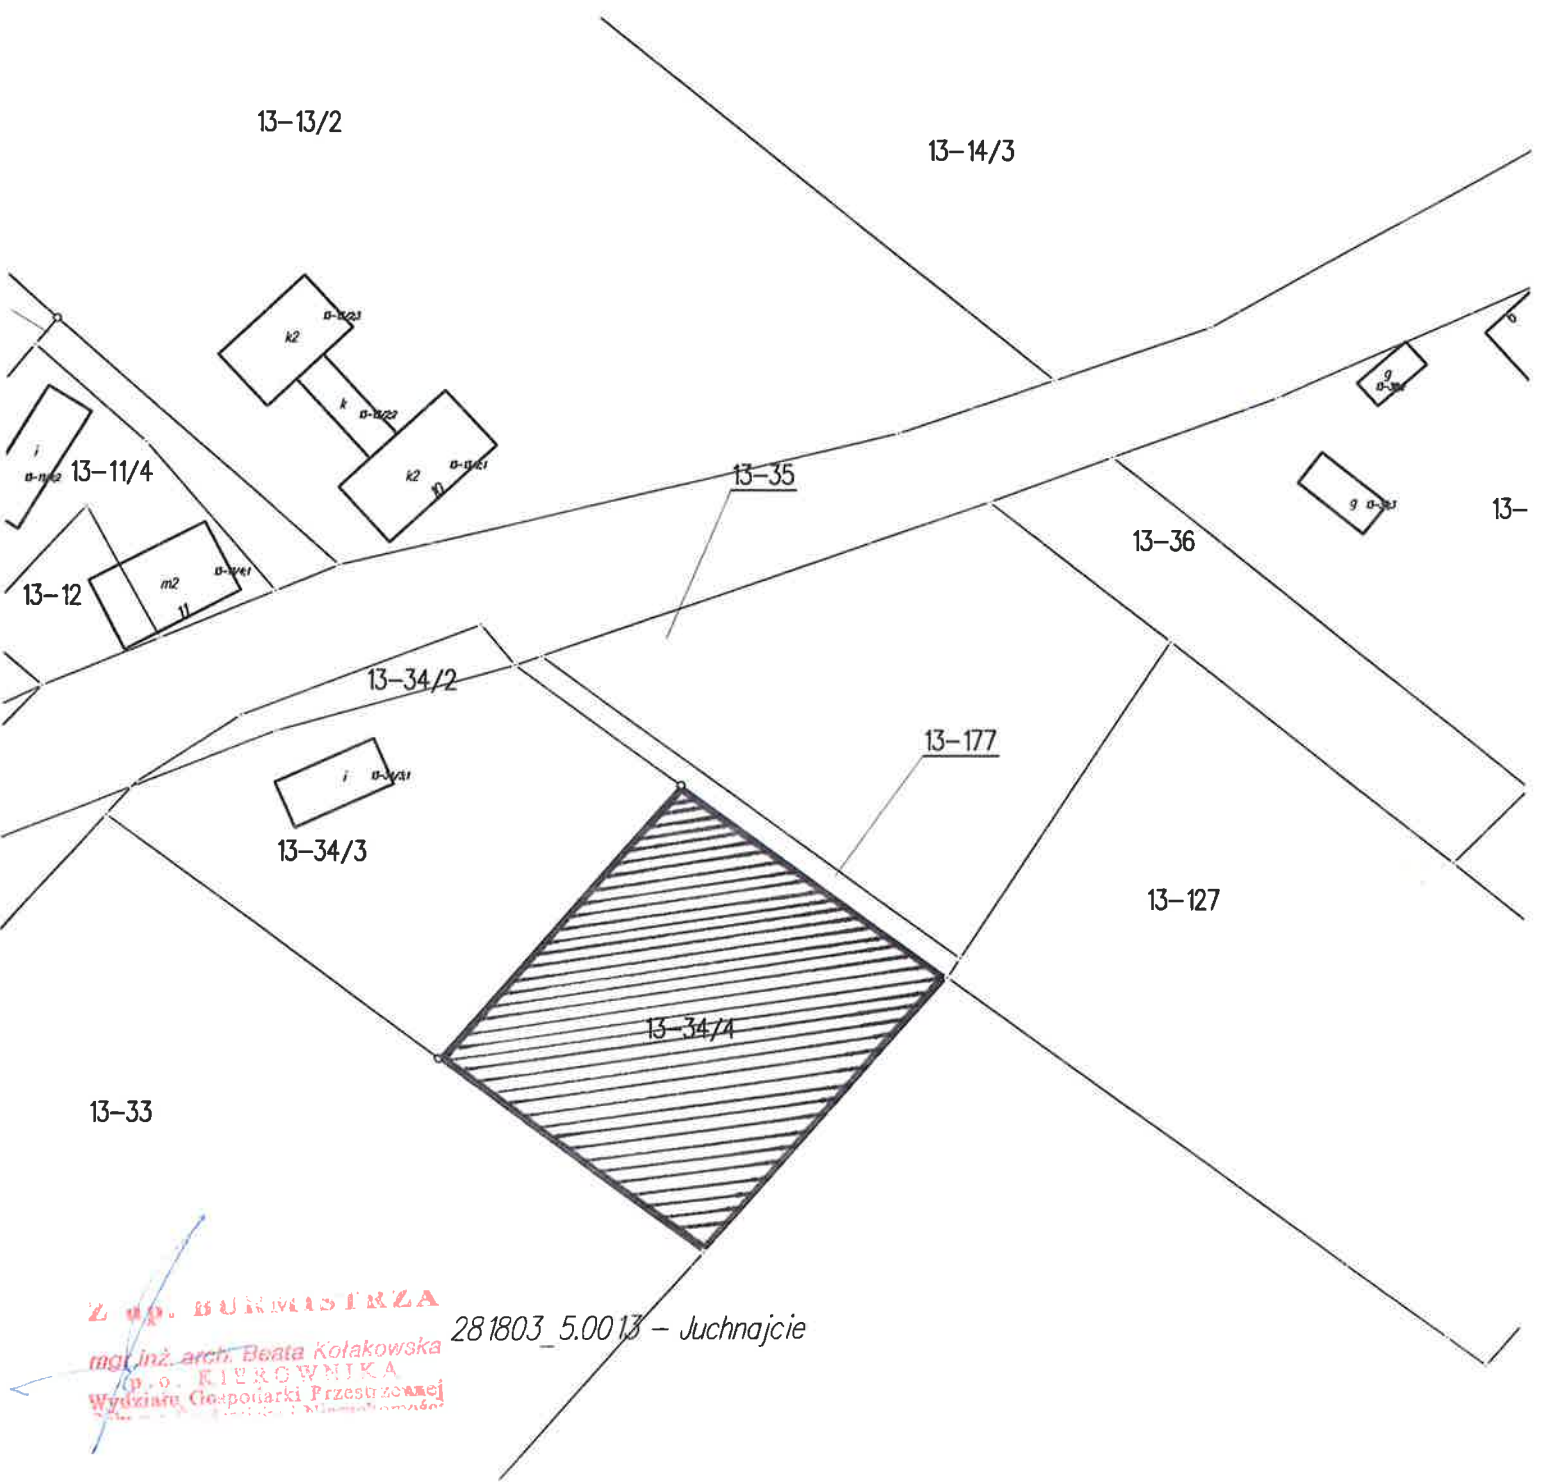 13-13/2
13-14/3
k2
k
k2
10
g
g
i
13-11/4
13-35
13-
13-36
13-12
m2
11
13-34/2
13-177
i
13-34/3
13-127
13-34/4
13-33
Z up. BURMISTRZA
281803_5.0013 - Juchnajcie
mgr inż. arch. Beata Kołakowska
p.o. KIEROWNIKA
Wydziału Gospodarki Przestrzennej